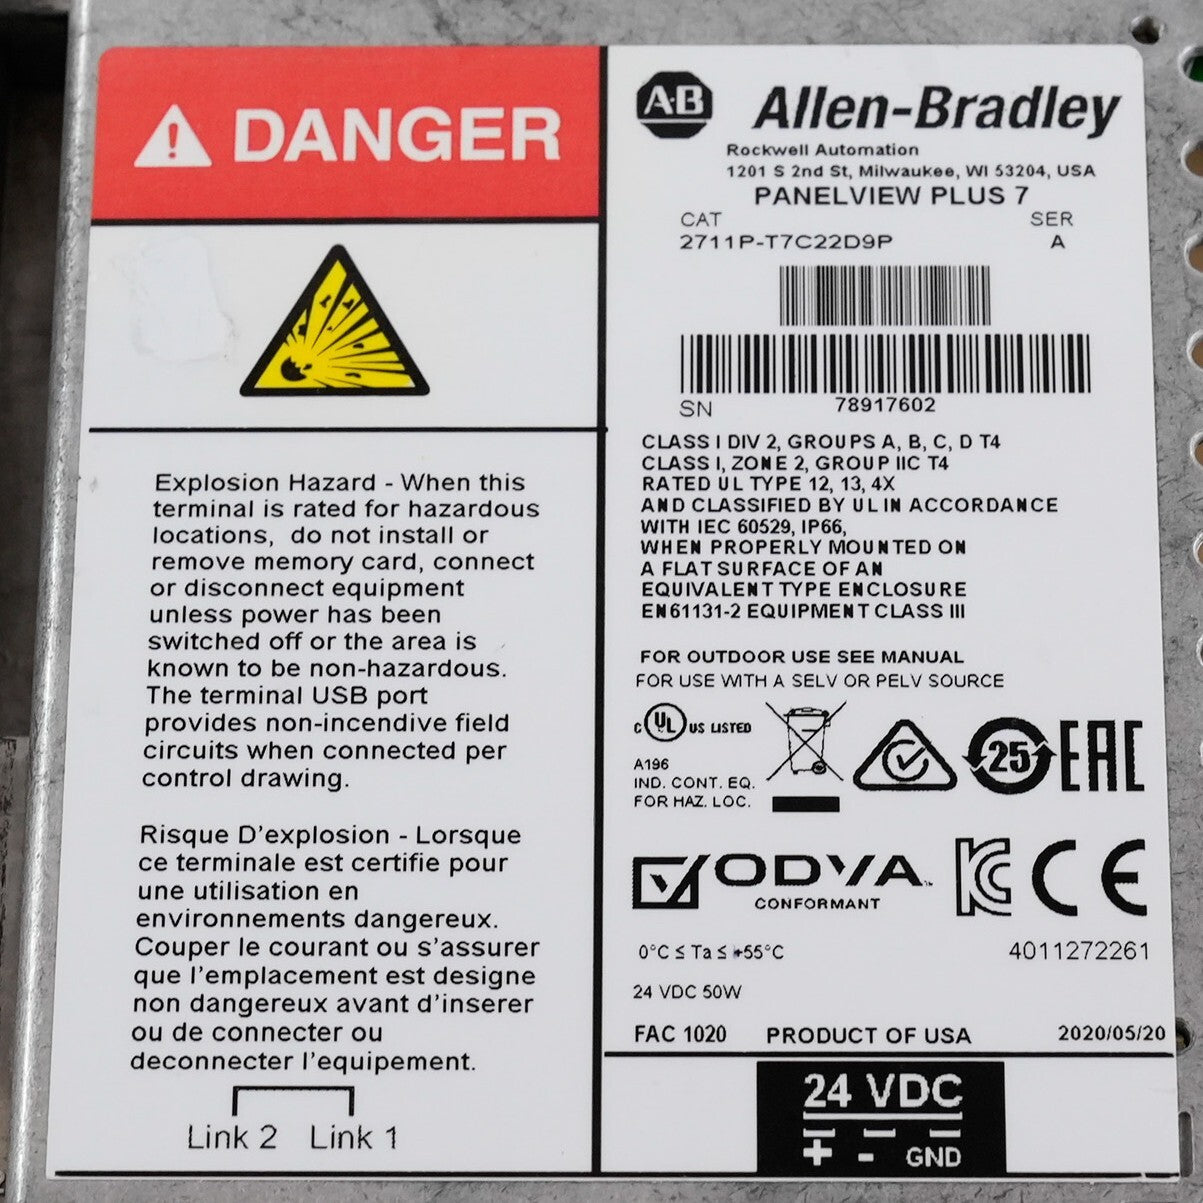 DANGER
Explosion Hazard - When this
terminal is rated for hazardous
locations, do not install or
remove memory card, connect
or disconnect equipment
unless power has been
switched off or the area is
known to be non-hazardous.
The terminal USB port
provides non-incendive field
circuits when connected per
control drawing.
Risque D'explosion - Lorsque
ce terminale est certifie pour
une utilisation en
environnements dangereux.
Couper le courant ou s'assurer
que l'emplacement est designe
non dangereux avant d'inserer
ou de connecter ou
deconnecter l'equipement.
Link 2 Link 1
A-B Allen-Bradley
Rockwell Automation
1201 S 2nd St, Milwaukee, WI 53204, USA
PANELVIEW PLUS 7
CAT SER
2711P-T7C22D9P A
SN 78917602
CLASS I DIV 2, GROUPS A, B, C, D T4
CLASS I, ZONE 2, GROUP IIC T4
RATED UL TYPE 12, 13, 4X
AND CLASSIFIED BY UL IN ACCORDANCE
WITH IEC 60529, IP66,
WHEN PROPERLY MOUNTED ON
A FLAT SURFACE OF AN
EQUIVALENT TYPE ENCLOSURE
EN61131-2 EQUIPMENT CLASS III
FOR OUTDOOR USE SEE MANUAL
FOR USE WITH A SELV OR PELV SOURCE
C UL US LISTED 25 EAC
A196
IND. CONT. EQ.
FOR HAZ. LOC.
ODVA KC CE
CONFORMANT
0°C ≤ Ta ≤ +55°C 4011272261
24 VDC 50W
FAC 1020 PRODUCT OF USA 2020/05/20
24 VDC
+ - GND